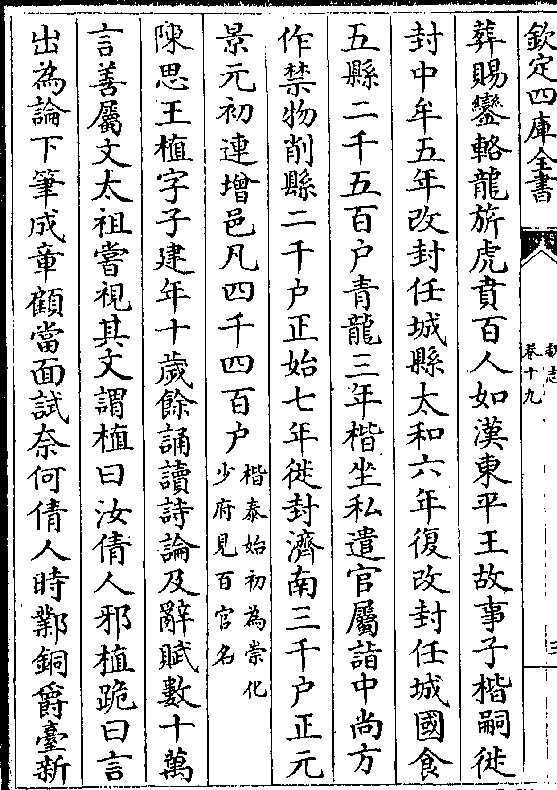 欽定四庫全書
魏志
卷十九
三
葬賜鑾輅龍旂虎賁百人如漢東平王故事子楷嗣徙
封中牟五年改封任城縣太和六年復改封任城國食
五縣二千五百户青龍三年楷坐私遣官屬詣中尚方
作禁物削縣二千户正始七年徙封濟南三千户正元
景元初連增邑凡四千四百户
楷泰始初為崇化
少府見百官名
陳思王植字子建年十歲餘誦讀詩論及辭賦數十萬
言善屬文太祖嘗視其文謂植曰汝倩人邪植跪曰言
出為論下筆成章顧當面試奈何倩人時鄴銅爵臺新